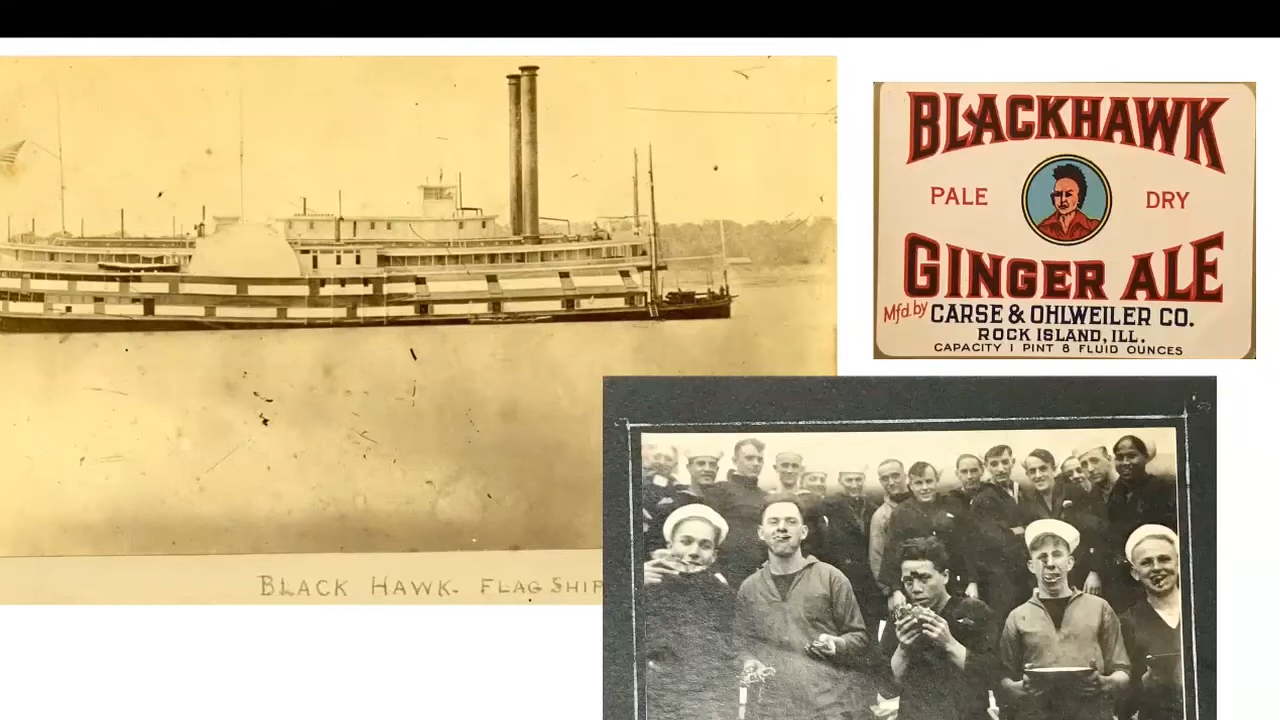 BLACK HAWK. FLAG SHIP
BLACKHAWK
PALE DRY
GINGER ALE
Mfd. by CARSE & OHLWEILER CO.
ROCK ISLAND, ILL.
CAPACITY 1 PINT 8 FLUID OUNCES